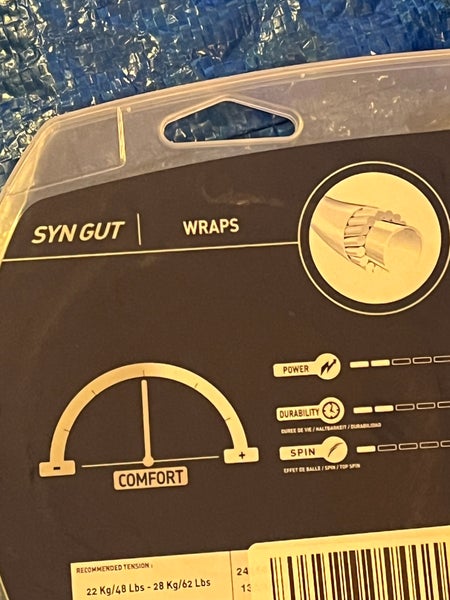 SYN GUT | WRAPS
POWER
DURABILITY
DUREE DE VIE / HALTBARKEIT / DURABILIDAD
SPIN
EFFET DE BALLE / SPIN / TOP SPIN
- +
COMFORT
RECOMMENDED TENSION :
22 Kg/48 Lbs - 28 Kg/62 Lbs
24
13